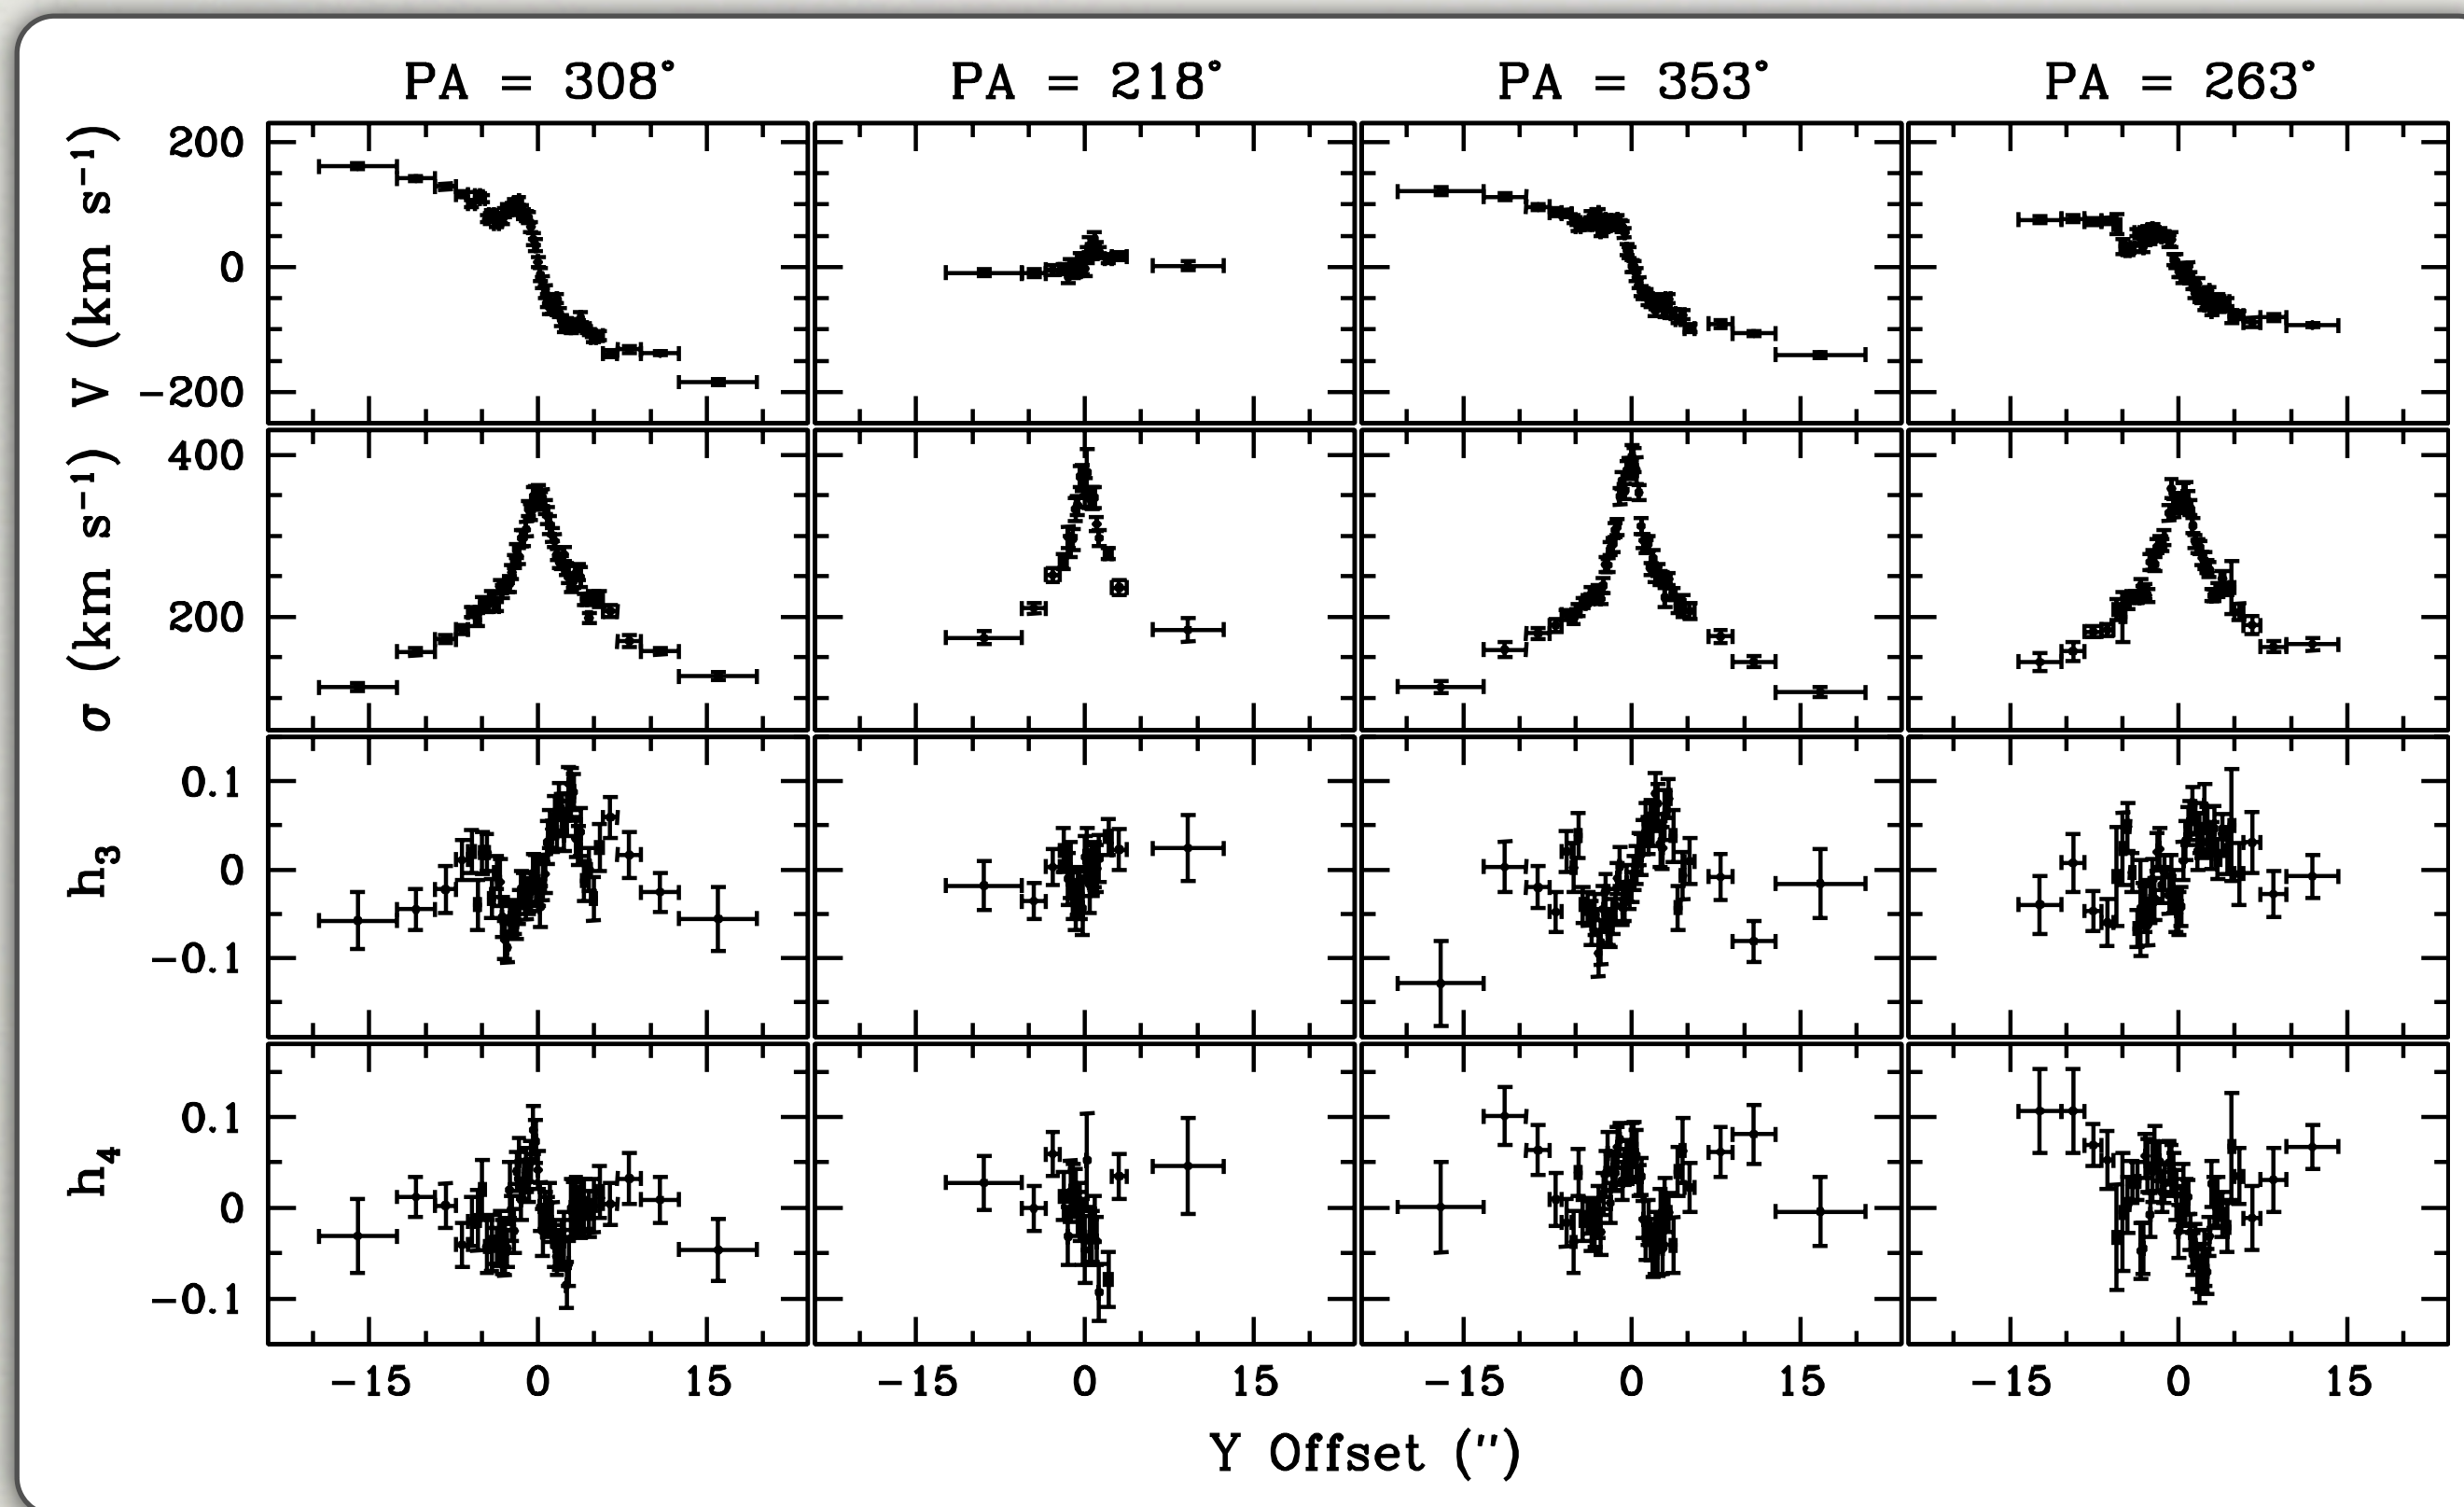 PA = 308° PA = 218° PA = 353° PA = 263°
V (km s⁻¹)
200
0
−200
σ (km s⁻¹)
400
200
h₃
0.1
0
−0.1
h₄
0.1
0
−0.1
−15 0 15 −15 0 15 −15 0 15 −15 0 15
Y Offset (″)